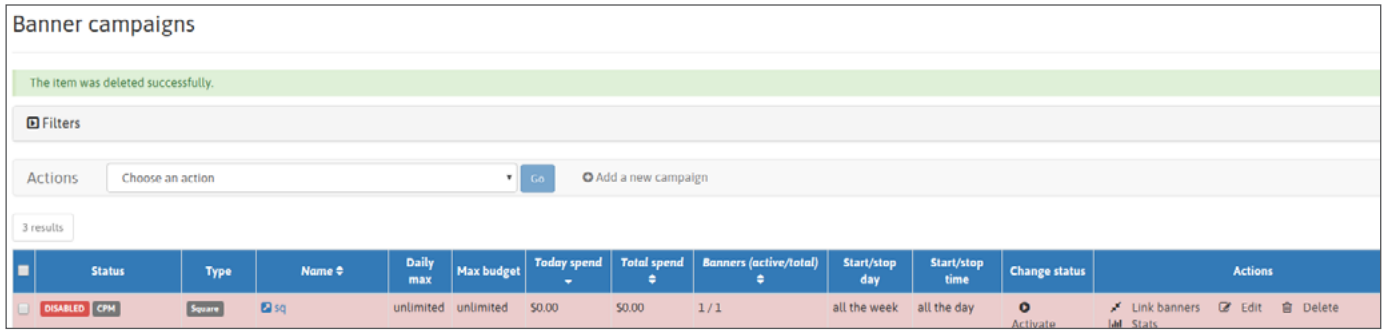 Banner campaigns
The item was deleted successfully.
Filters
Actions Choose an action Go Add a new campaign
3 results
Status Type Name Daily max Max budget Today spend Total spend Banners (active/total) Start/stop day Start/stop time Change status Actions
DISABLED CPM Square sq unlimited unlimited $0.00 $0.00 1 / 1 all the week all the day Activate Link banners Edit Delete
Stats